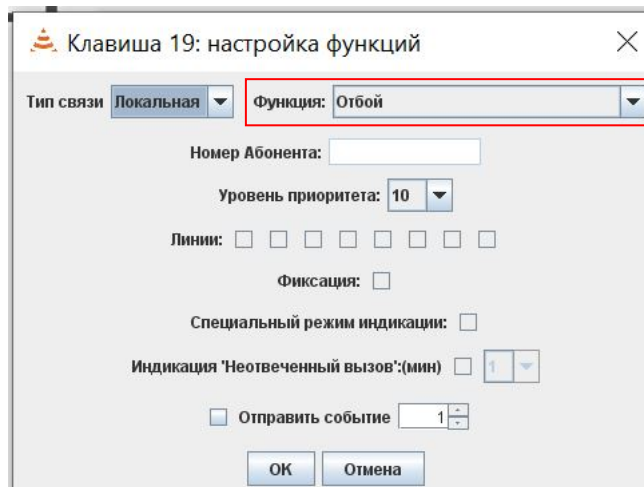 Клавиша 19: настройка функций
Тип связи Локальная Функция: Отбой
Номер Абонента:
Уровень приоритета: 10
Линии:
Фиксация:
Специальный режим индикации:
Индикация 'Неотвеченный вызов':(мин) 1
Отправить событие 1
ОК Отмена